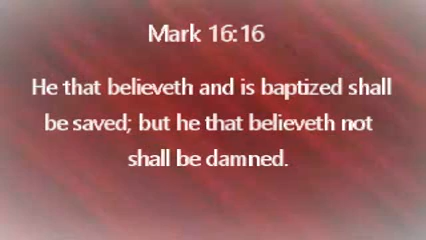 Mark 16:16
He that believeth and is baptized shall
be saved; but he that believeth not
shall be damned.